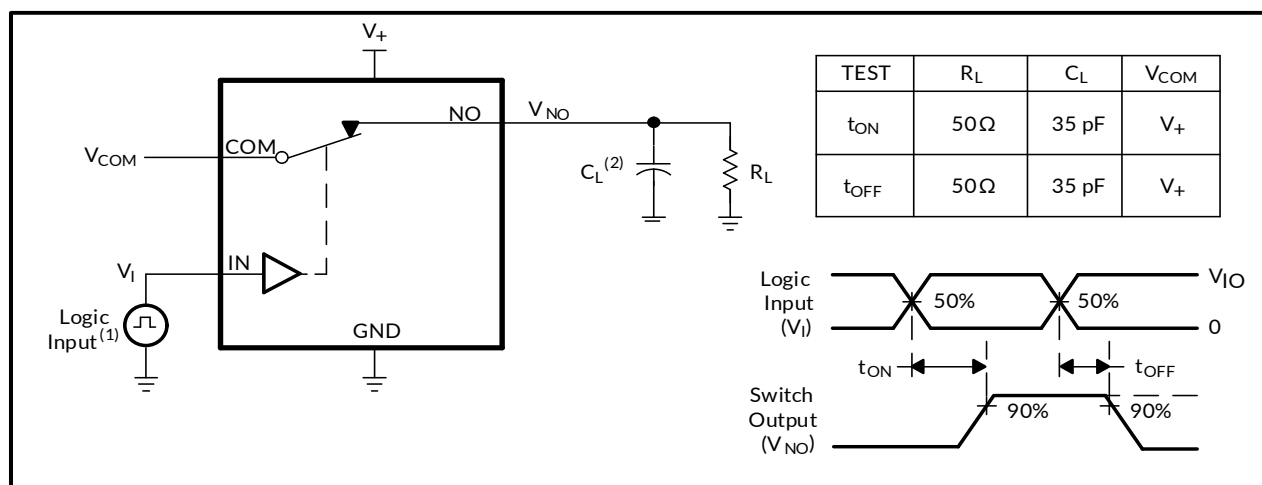 V+
NO
VNO
COM
VCOM
CL(2)
RL
IN
VI
Logic
Input(1)
GND
TEST RL CL VCOM
tON 50Ω 35 pF V+
tOFF 50Ω 35 pF V+
Logic
Input
(VI)
50%
50%
VIO
0
tON
tOFF
Switch
Output
(VNO)
90%
90%